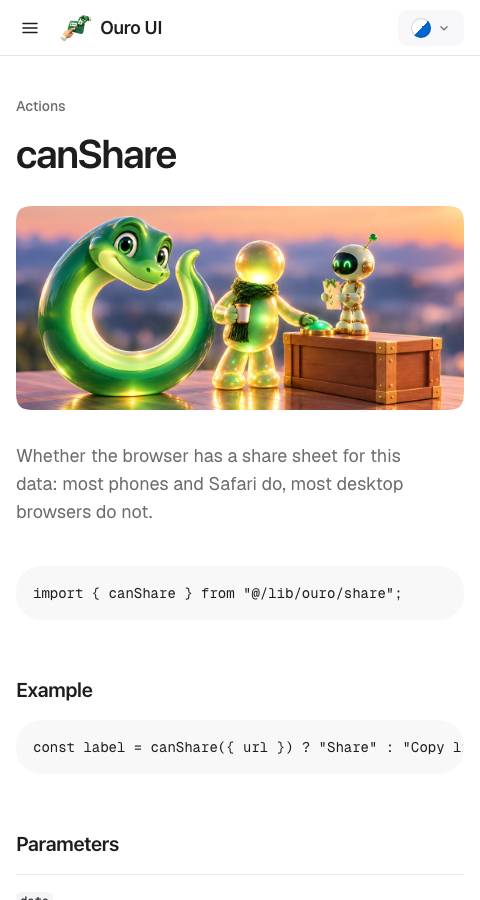 Ouro UI
Actions
canShare
Whether the browser has a share sheet for this
data: most phones and Safari do, most desktop
browsers do not.
import { canShare } from "@/lib/ouro/share";
Example
const label = canShare({ url }) ? "Share" : "Copy l
Parameters
data